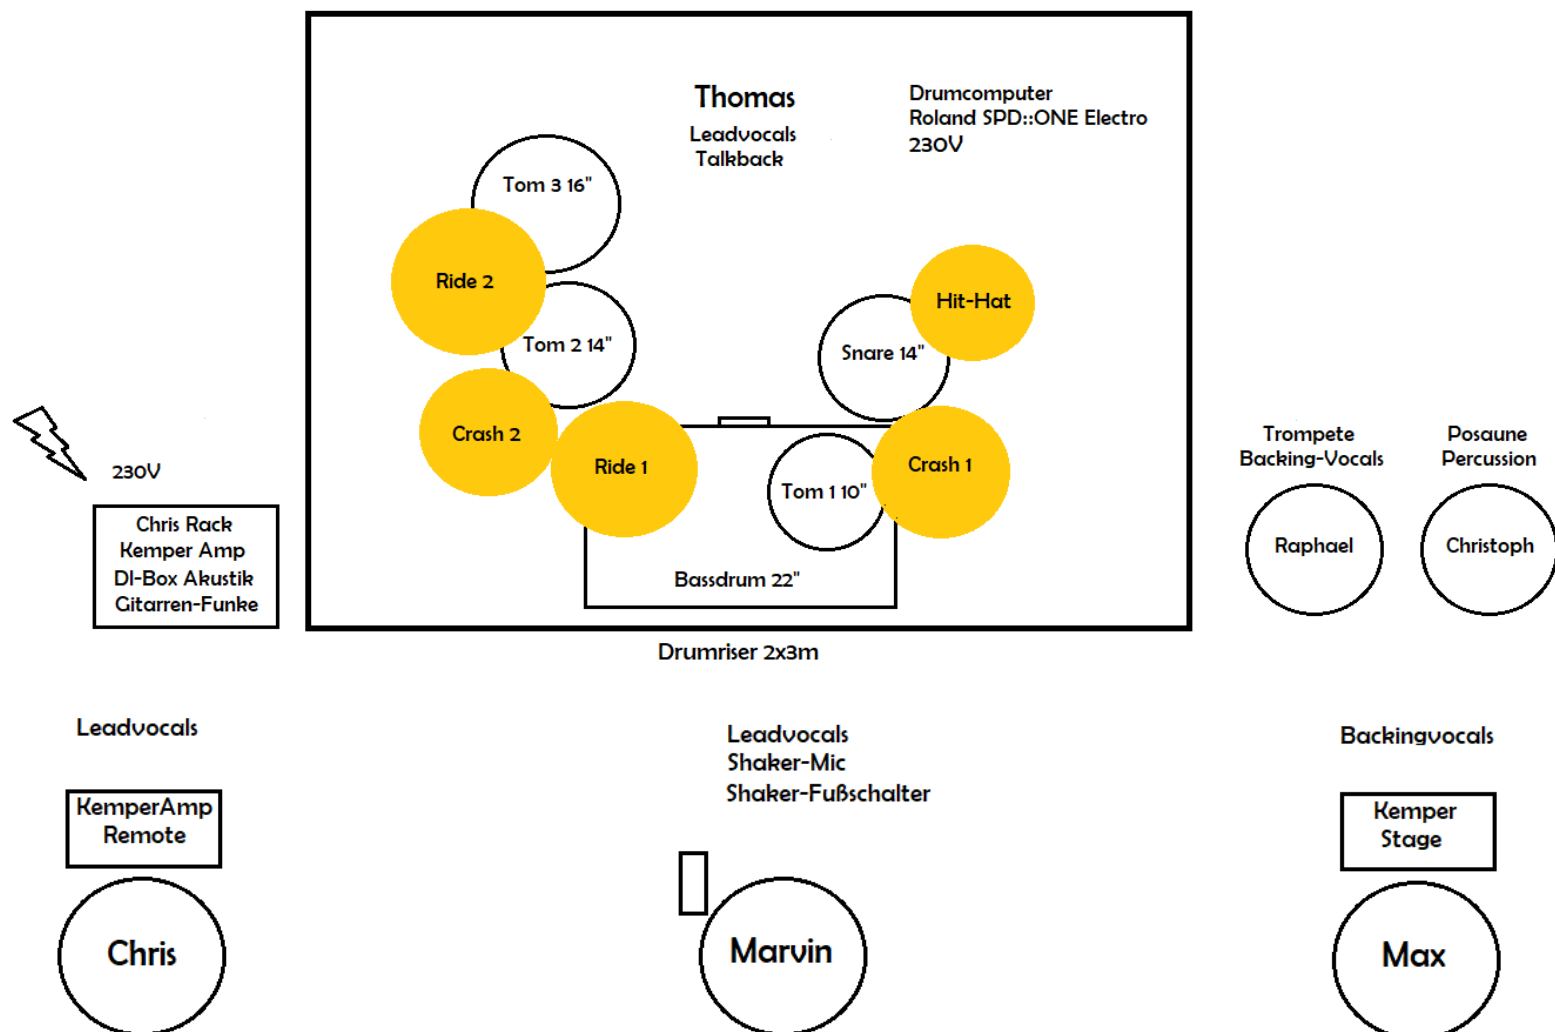 Thomas
Leadvocals
Talkback
Drumcomputer
Roland SPD::ONE Electro
230V
Tom 3 16"
Ride 2
Hit-Hat
Tom 2 14"
Snare 14"
Crash 2
Ride 1
Tom 1 10"
Crash 1
Bassdrum 22"
Drumriser 2x3m
230V
Chris Rack
Kemper Amp
DI-Box Akustik
Gitarren-Funke
Trompete
Backing-Vocals
Raphael
Posaune
Percussion
Christoph
Leadvocals
KemperAmp
Remote
Chris
Leadvocals
Shaker-Mic
Shaker-Fußschalter
Marvin
Backingvocals
Kemper
Stage
Max